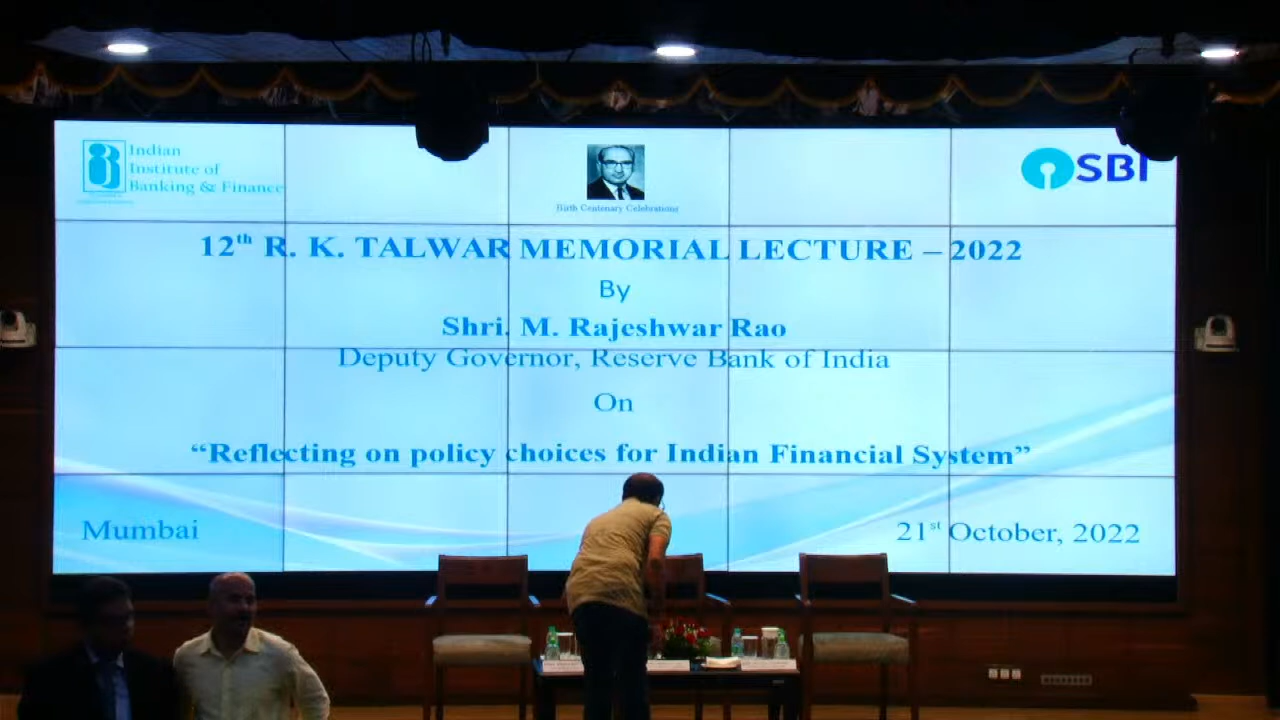 Indian
Institute of
Banking & Finance
Birth Centenary Celebrations
SBI
12th R. K. TALWAR MEMORIAL LECTURE – 2022
By
Shri. M. Rajeshwar Rao
Deputy Governor, Reserve Bank of India
On
“Reflecting on policy choices for Indian Financial System”
Mumbai
21st October, 2022